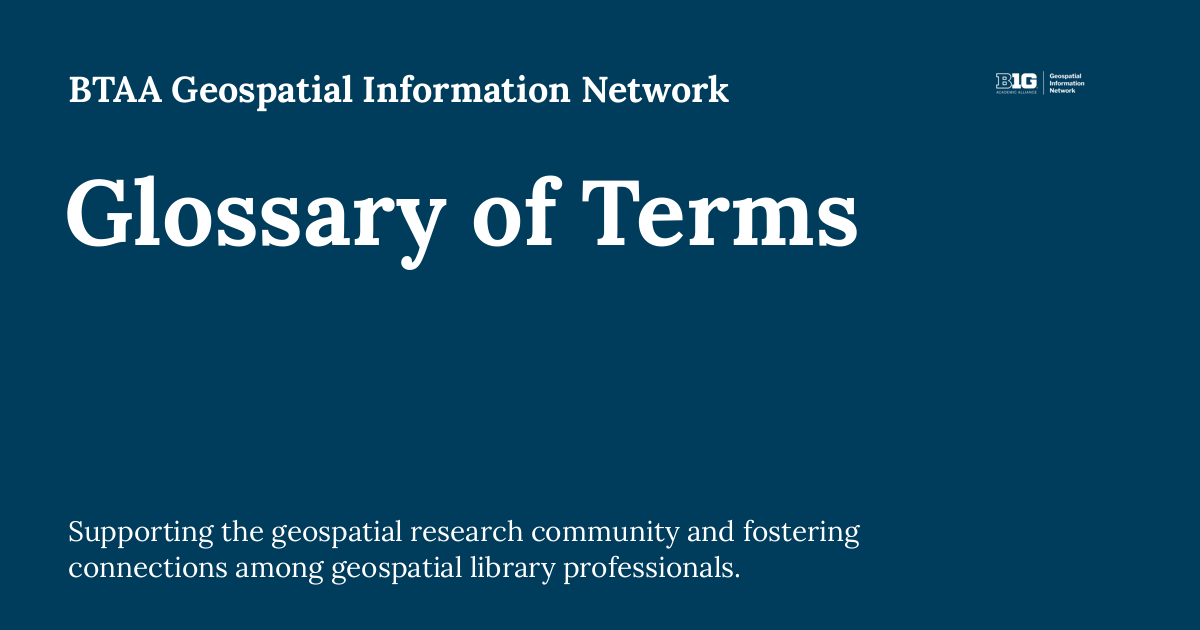 BTAA Geospatial Information Network
B1G
ACADEMIC ALLIANCE
Geospatial
Information
Network
Glossary of Terms
Supporting the geospatial research community and fostering
connections among geospatial library professionals.